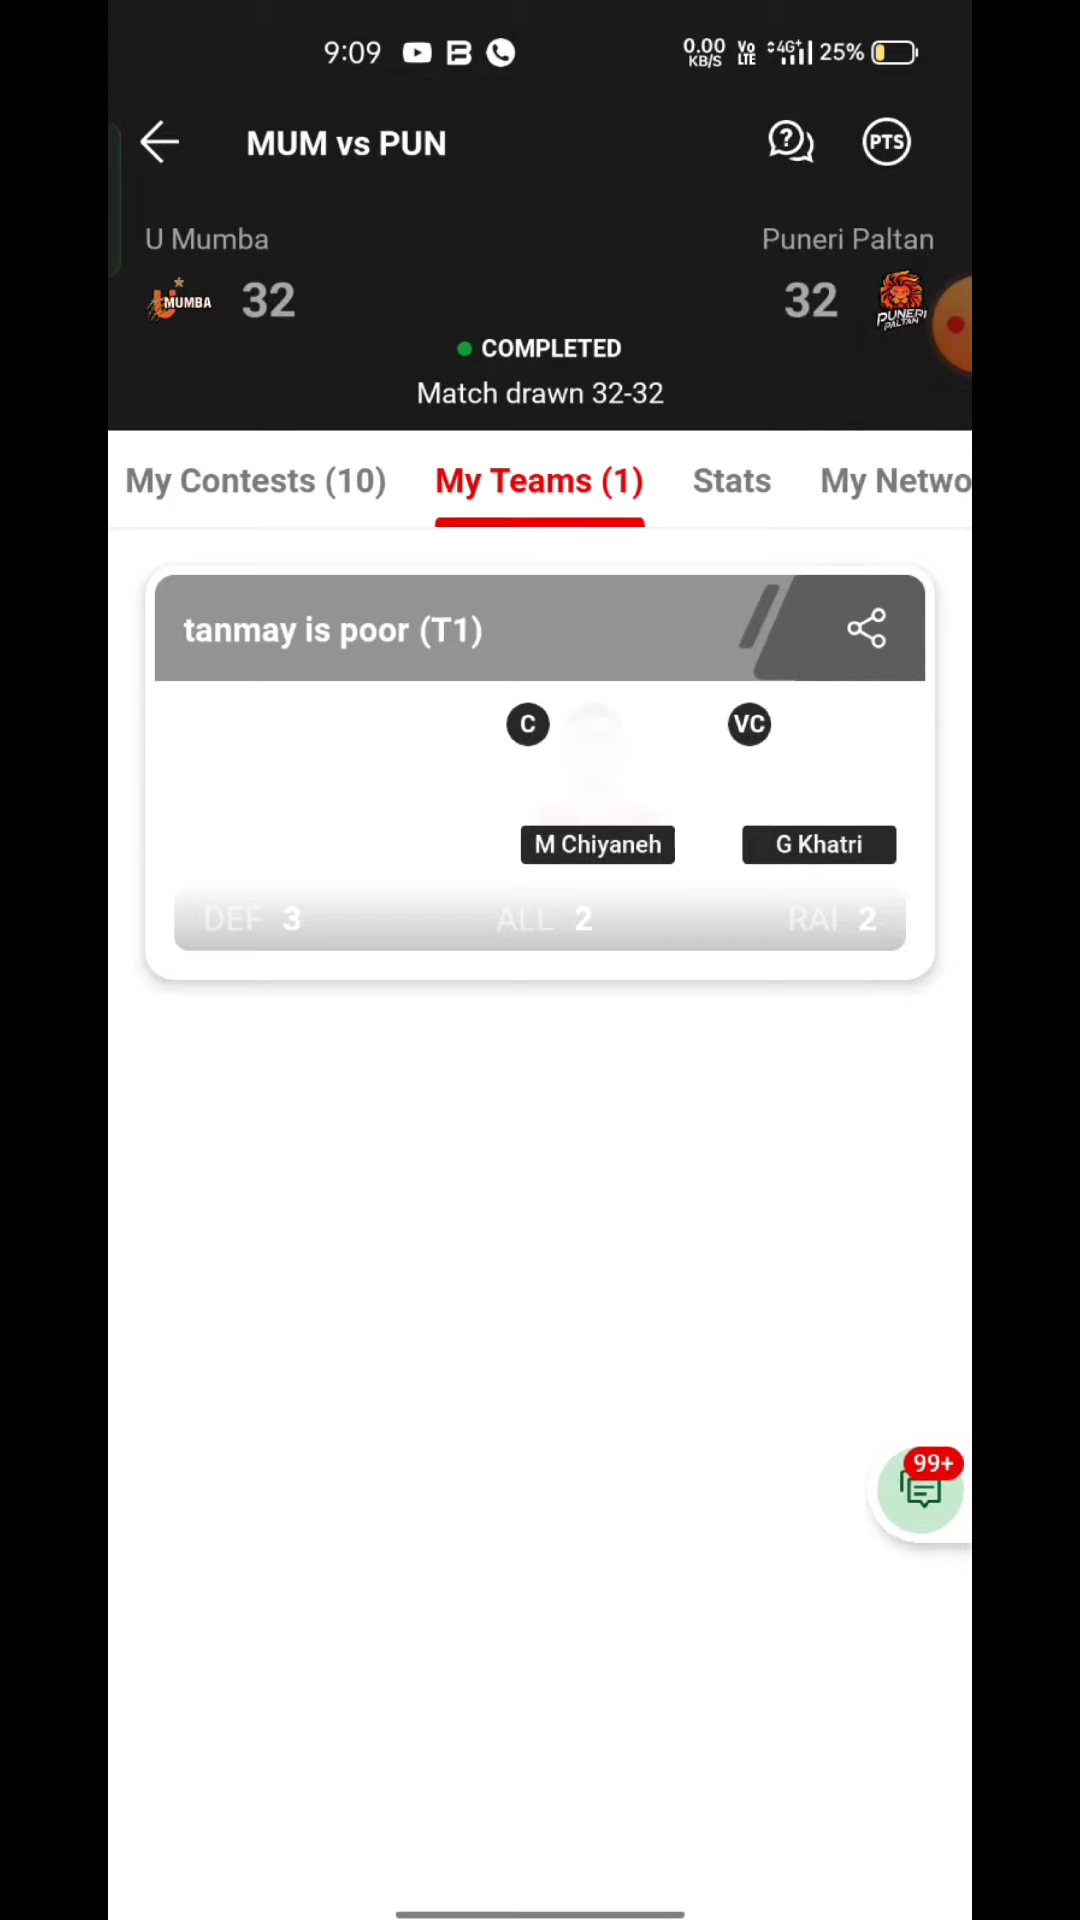 9:09 0.00 KB/S Vo LTE 4G+ 25%
MUM vs PUN ? PTS
U Mumba Puneri Paltan
U MUMBA 32 32 PUNERI PALTAN
COMPLETED
Match drawn 32-32
My Contests (10) My Teams (1) Stats My Netwo
tanmay is poor (T1)
C VC
M Chiyaneh G Khatri
DEF 3 ALL 2 RAI 2
99+